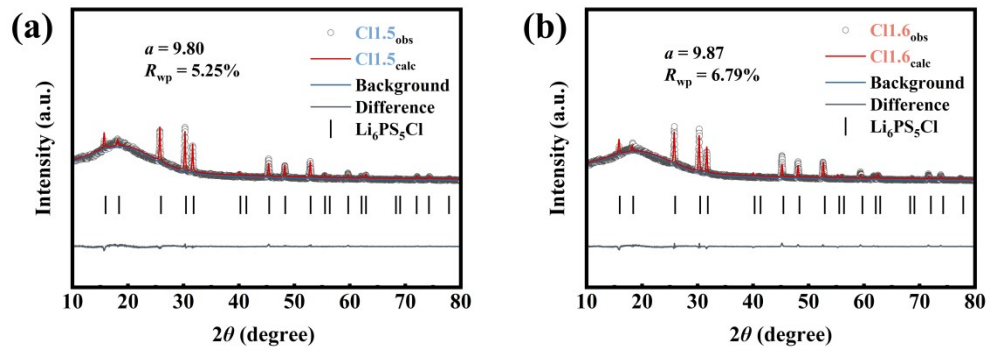 (a)
Cl1.5obs
Cl1.5calc
Background
Difference
Li6PS5Cl
a = 9.80
Rwp = 5.25%
Intensity (a.u.)
10 20 30 40 50 60 70 80
2θ (degree)
(b)
Cl1.6obs
Cl1.6calc
Background
Difference
Li6PS5Cl
a = 9.87
Rwp = 6.79%
Intensity (a.u.)
10 20 30 40 50 60 70 80
2θ (degree)